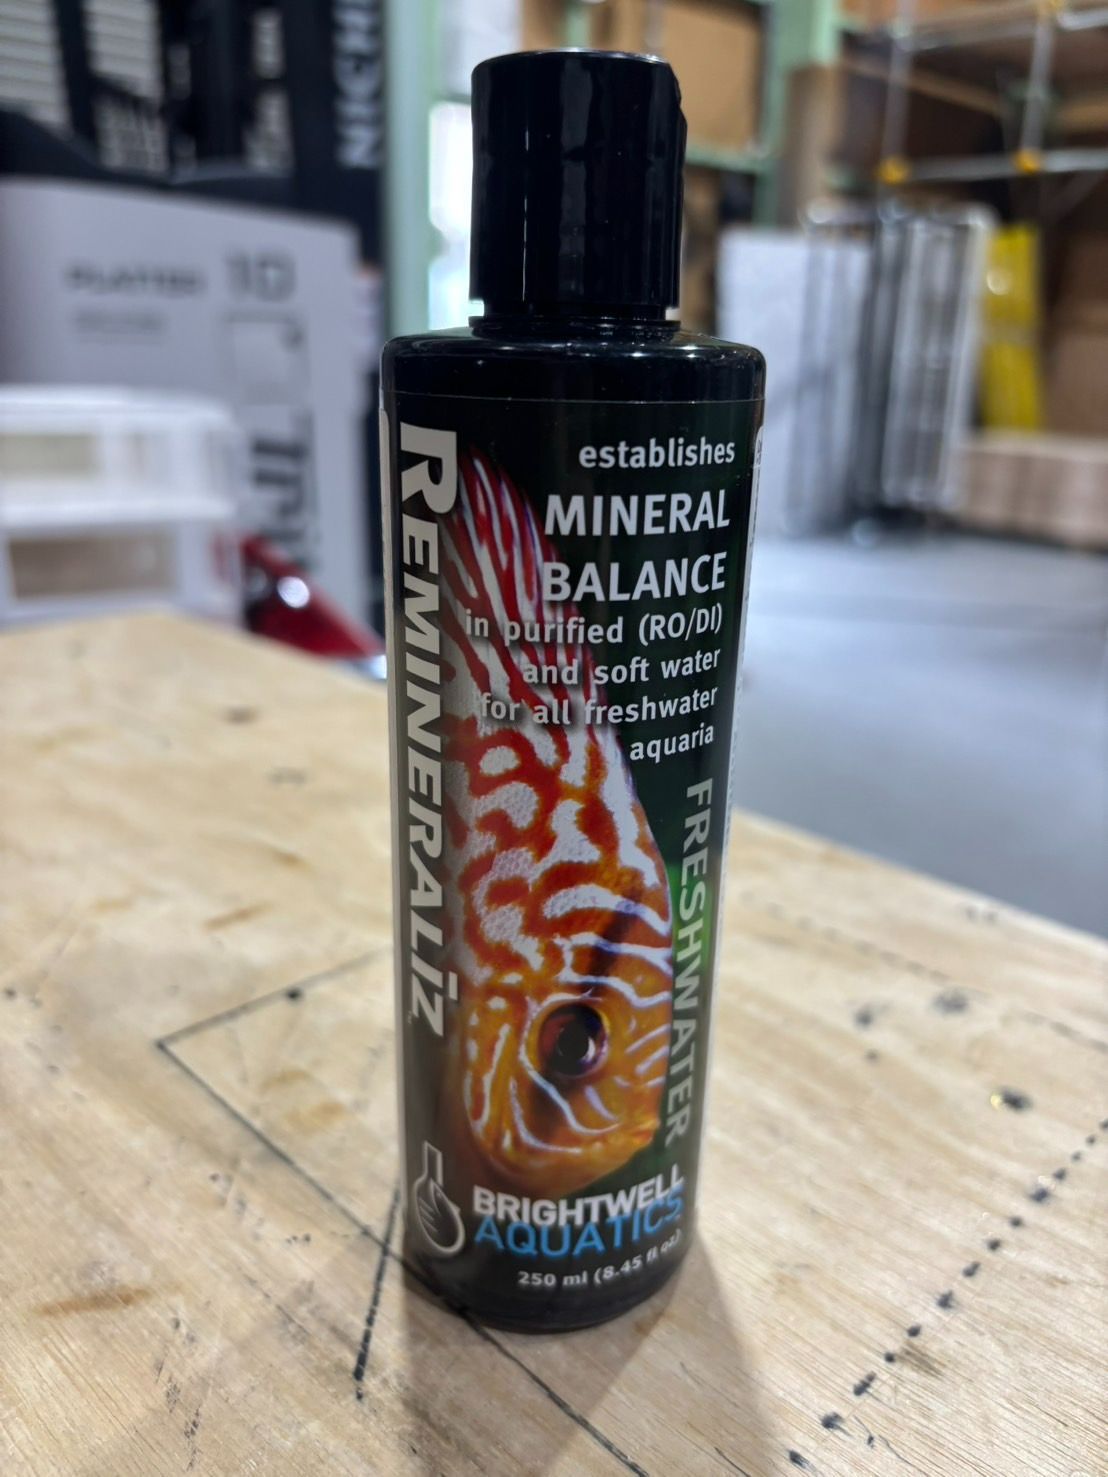 REMINERALIZ
establishes
MINERAL
BALANCE
in purified (RO/DI)
and soft water
for all freshwater
aquaria
FRESHWATER
BRIGHTWELL
AQUATICS
250 ml (8.45 fl oz)
10